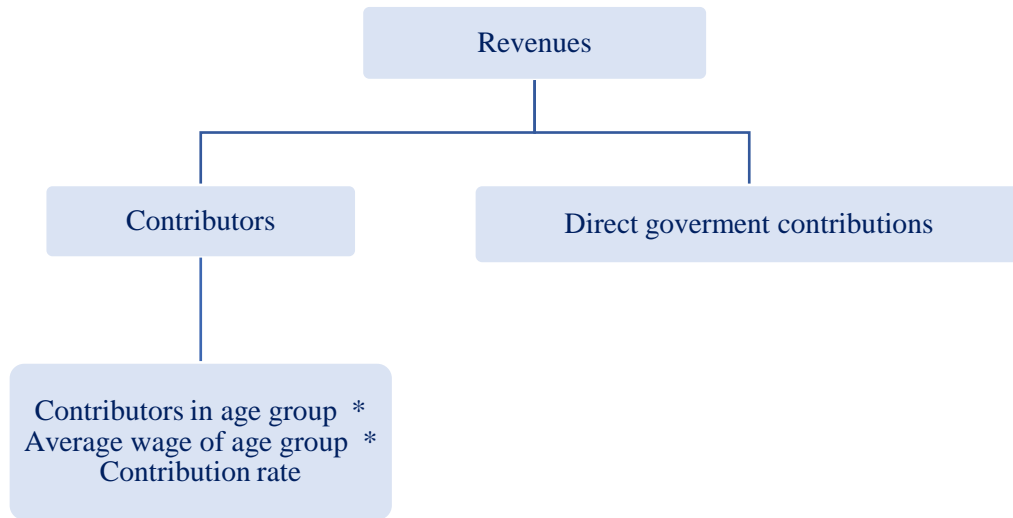 Revenues
Contributors
Direct goverment contributions
Contributors in age group *
Average wage of age group *
Contribution rate